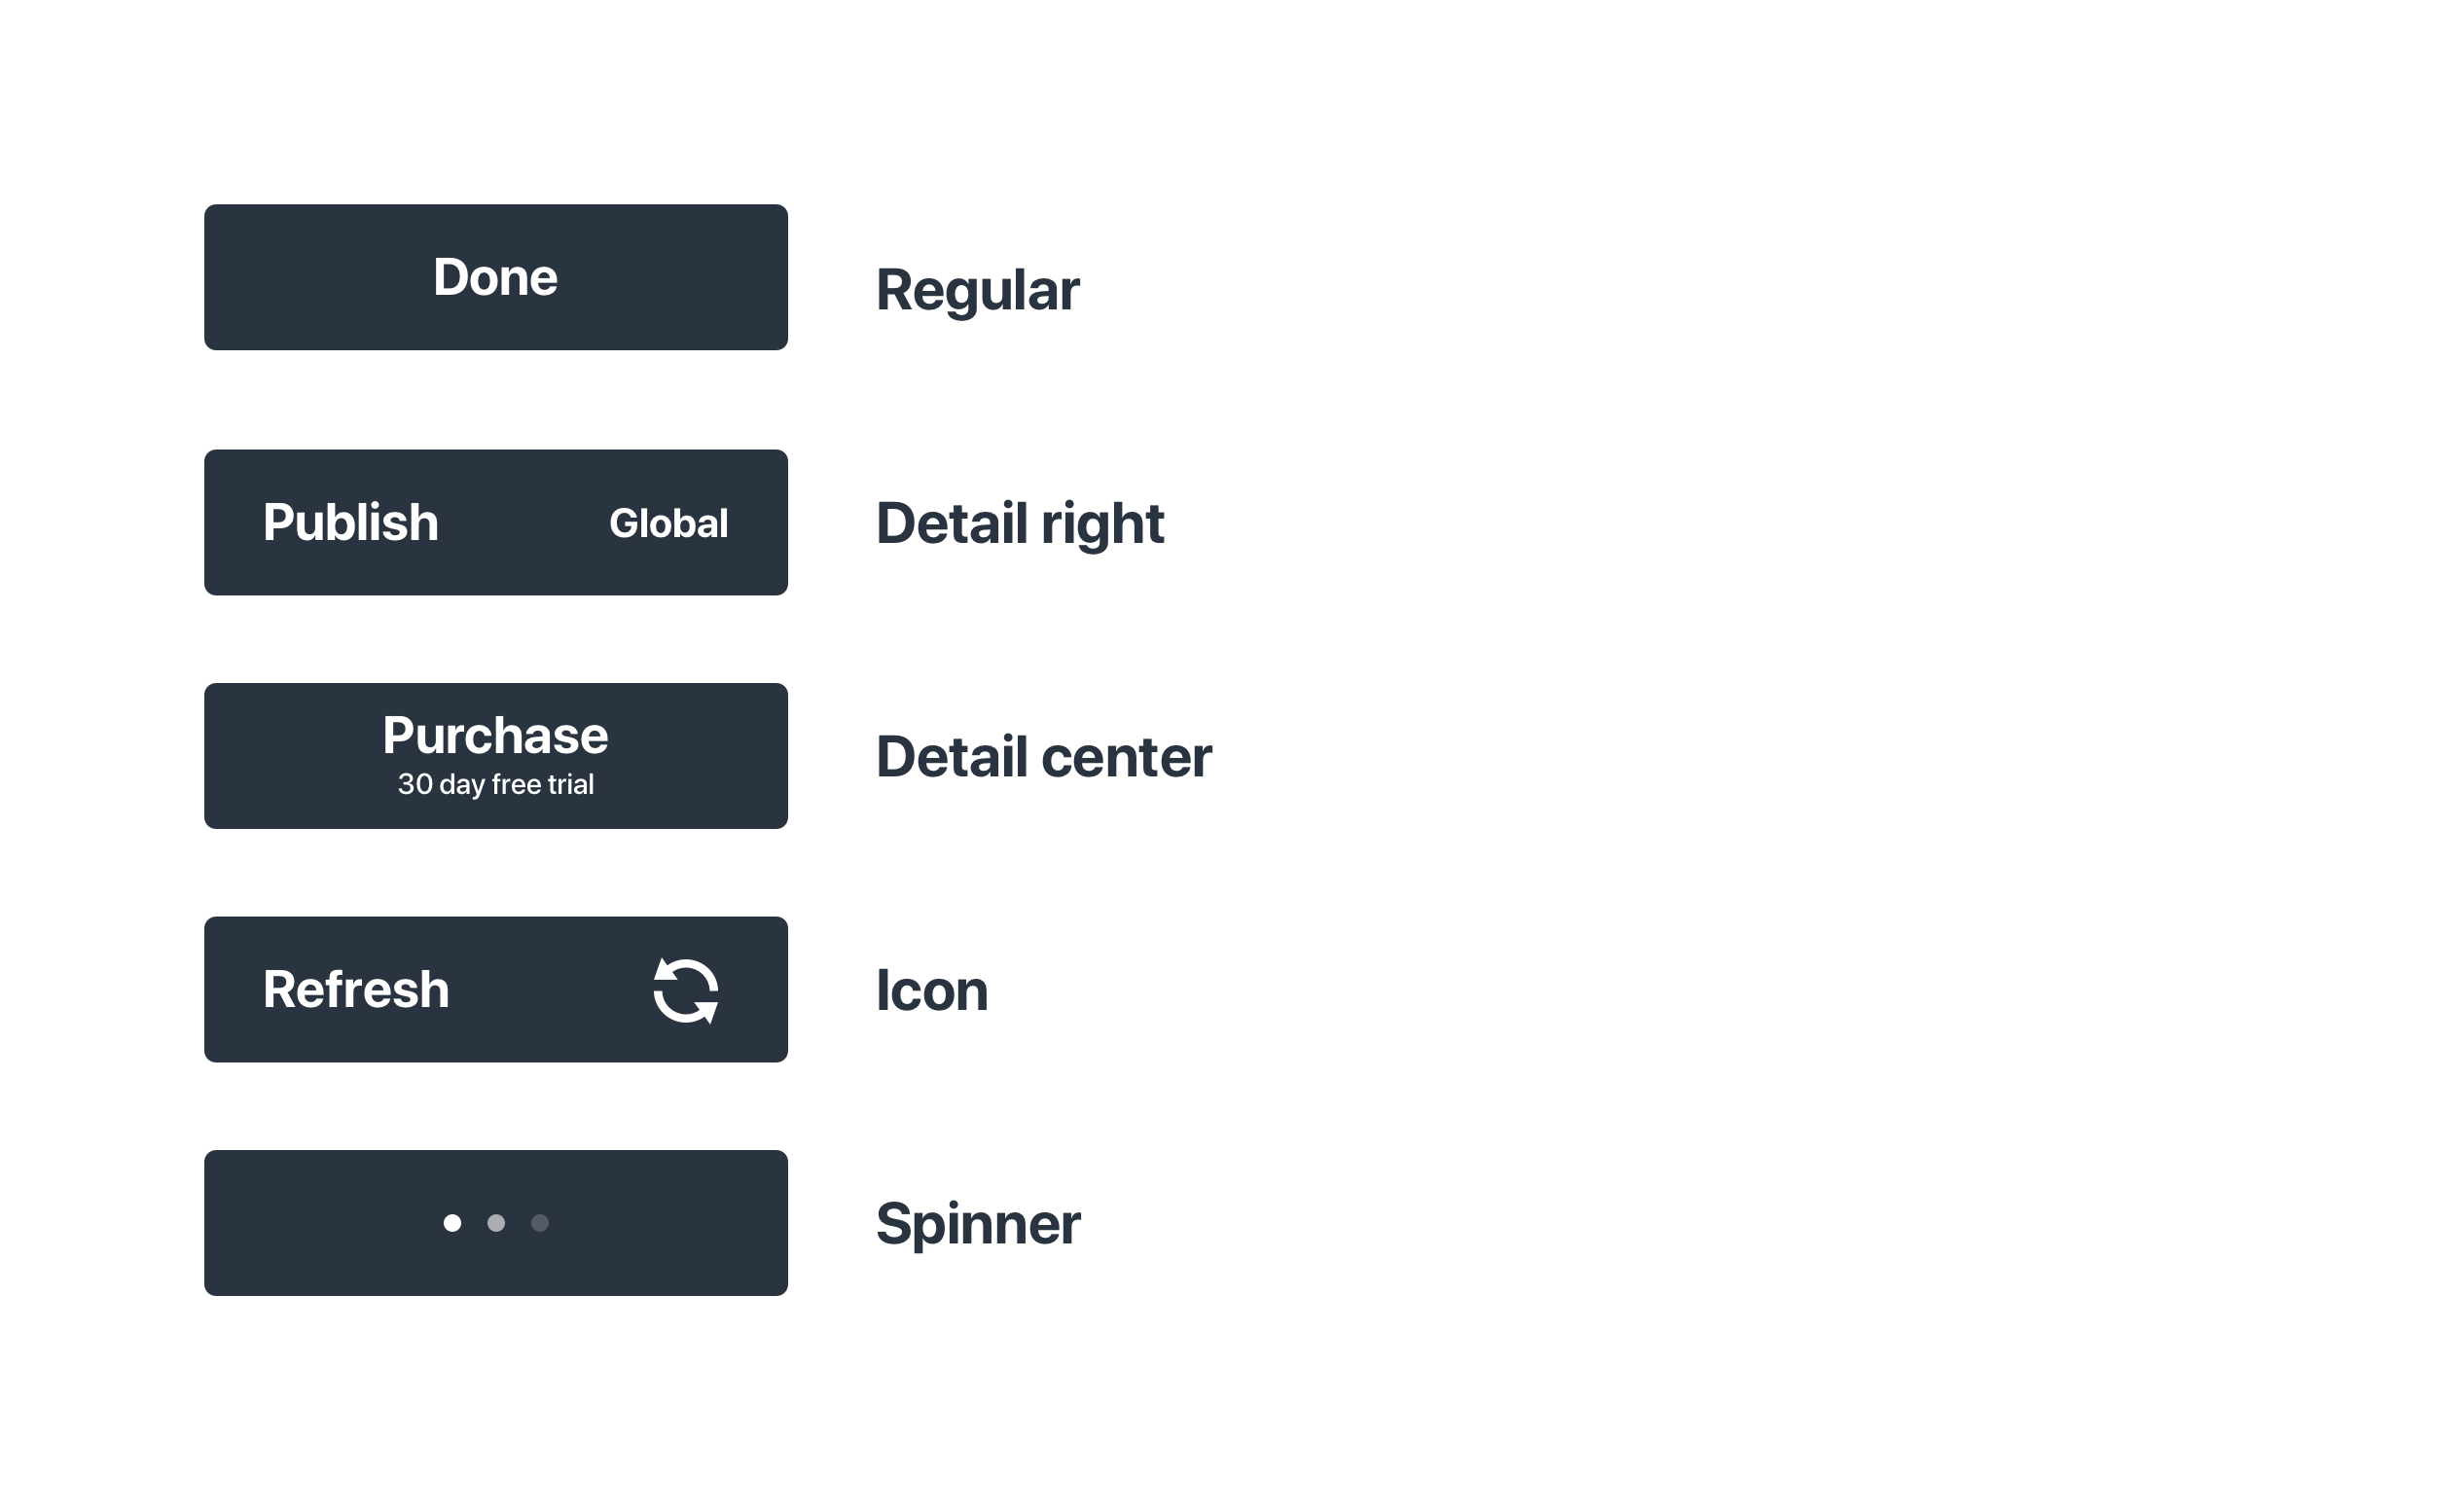 Done
Regular
Publish
Global
Detail right
Purchase
30 day free trial
Detail center
Refresh
Icon
Spinner